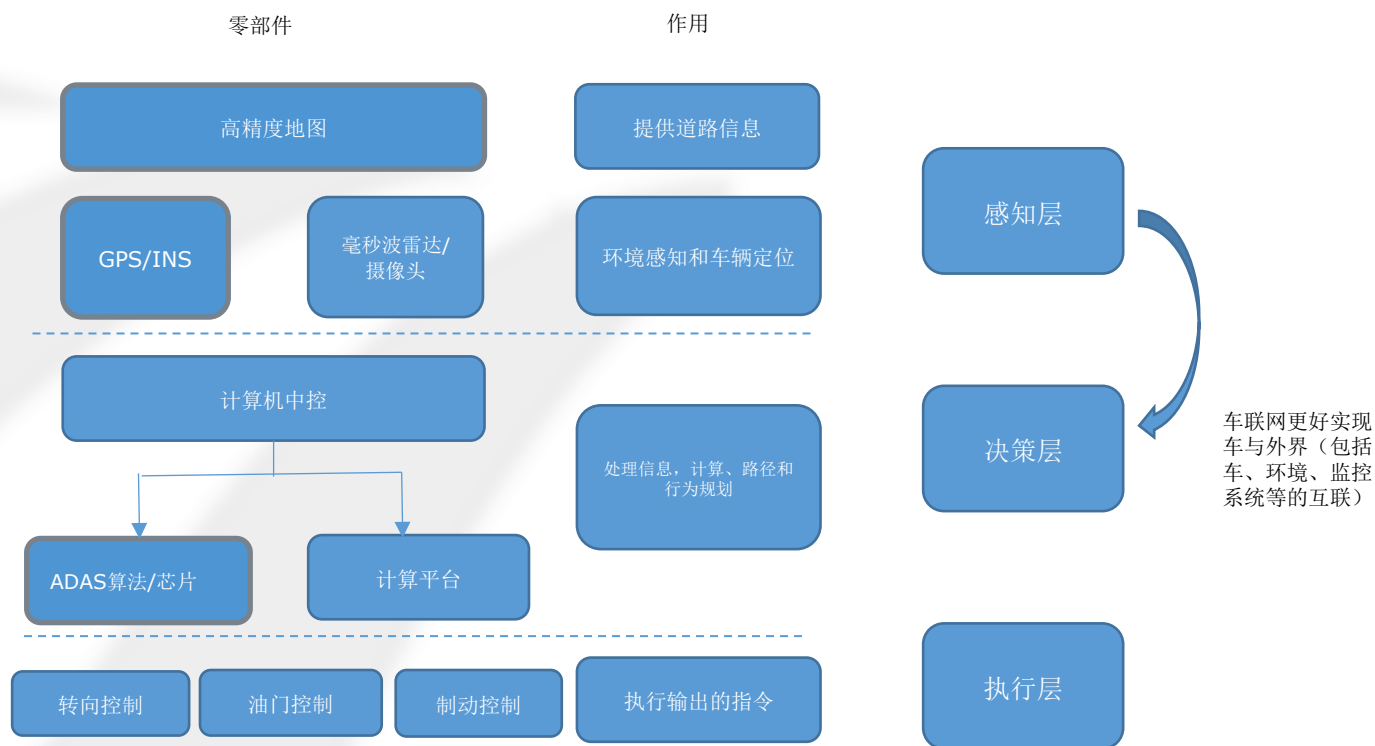 零部件
作用
高精度地图
提供道路信息
GPS/INS
毫秒波雷达/
摄像头
环境感知和车辆定位
感知层
计算机中控
处理信息，计算、路径和
行为规划
决策层
车联网更好实现
车与外界（包括
车、环境、监控
系统等的互联）
ADAS算法/芯片
计算平台
转向控制
油门控制
制动控制
执行输出的指令
执行层